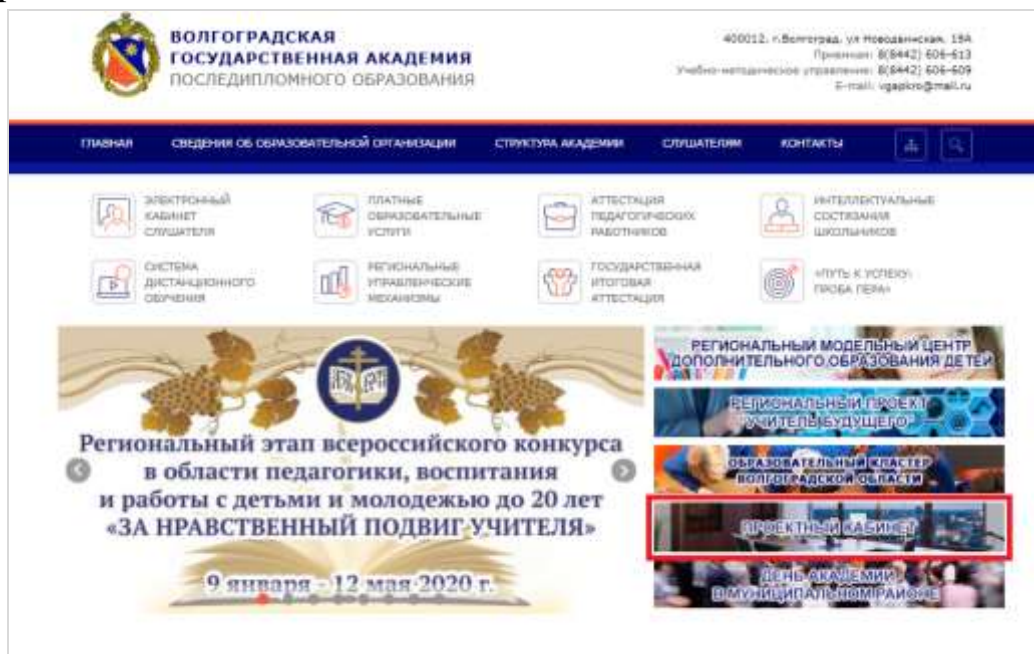 ВОЛГОГРАДСКАЯ
ГОСУДАРСТВЕННАЯ АКАДЕМИЯ
ПОСЛЕДИПЛОМНОГО ОБРАЗОВАНИЯ
400012, г.Волгоград, ул Новодвинская, 19А
Приемная: 8(8442) 606-613
Учебно-методическое управление: 8(8442) 606-609
E-mail: vgapkro@mail.ru
ГЛАВНАЯ СВЕДЕНИЯ ОБ ОБРАЗОВАТЕЛЬНОЙ ОРГАНИЗАЦИИ СТРУКТУРА АКАДЕМИИ СЛУШАТЕЛЯМ КОНТАКТЫ
ЭЛЕКТРОННЫЙ
КАБИНЕТ
СЛУШАТЕЛЯ
ПЛАТНЫЕ
ОБРАЗОВАТЕЛЬНЫЕ
УСЛУГИ
АТТЕСТАЦИЯ
ПЕДАГОГИЧЕСКИХ
РАБОТНИКОВ
ИНТЕЛЛЕКТУАЛЬНЫЕ
СОСТЯЗАНИЯ
ШКОЛЬНИКОВ
СИСТЕМА
ДИСТАНЦИОННОГО
ОБУЧЕНИЯ
РЕГИОНАЛЬНЫЕ
УПРАВЛЕНЧЕСКИЕ
МЕХАНИЗМЫ
ГОСУДАРСТВЕННАЯ
ИТОГОВАЯ
АТТЕСТАЦИЯ
«ПУТЬ К УСПЕХУ:
ПРОБА ПЕРА»
Региональный этап всероссийского конкурса
в области педагогики, воспитания
и работы с детьми и молодежью до 20 лет
«ЗА НРАВСТВЕННЫЙ ПОДВИГ УЧИТЕЛЯ»
9 января - 12 мая 2020 г.
РЕГИОНАЛЬНЫЙ МОДЕЛЬНЫЙ ЦЕНТР
ДОПОЛНИТЕЛЬНОГО ОБРАЗОВАНИЯ ДЕТЕЙ
РЕГИОНАЛЬНЫЙ ПРОЕКТ
"УЧИТЕЛЬ БУДУЩЕГО"
ОБРАЗОВАТЕЛЬНЫЙ КЛАСТЕР
ВОЛГОГРАДСКОЙ ОБЛАСТИ
ПРОЕКТНЫЙ КАБИНЕТ
ДЕНЬ АКАДЕМИИ
В МУНИЦИПАЛЬНОМ РАЙОНЕ